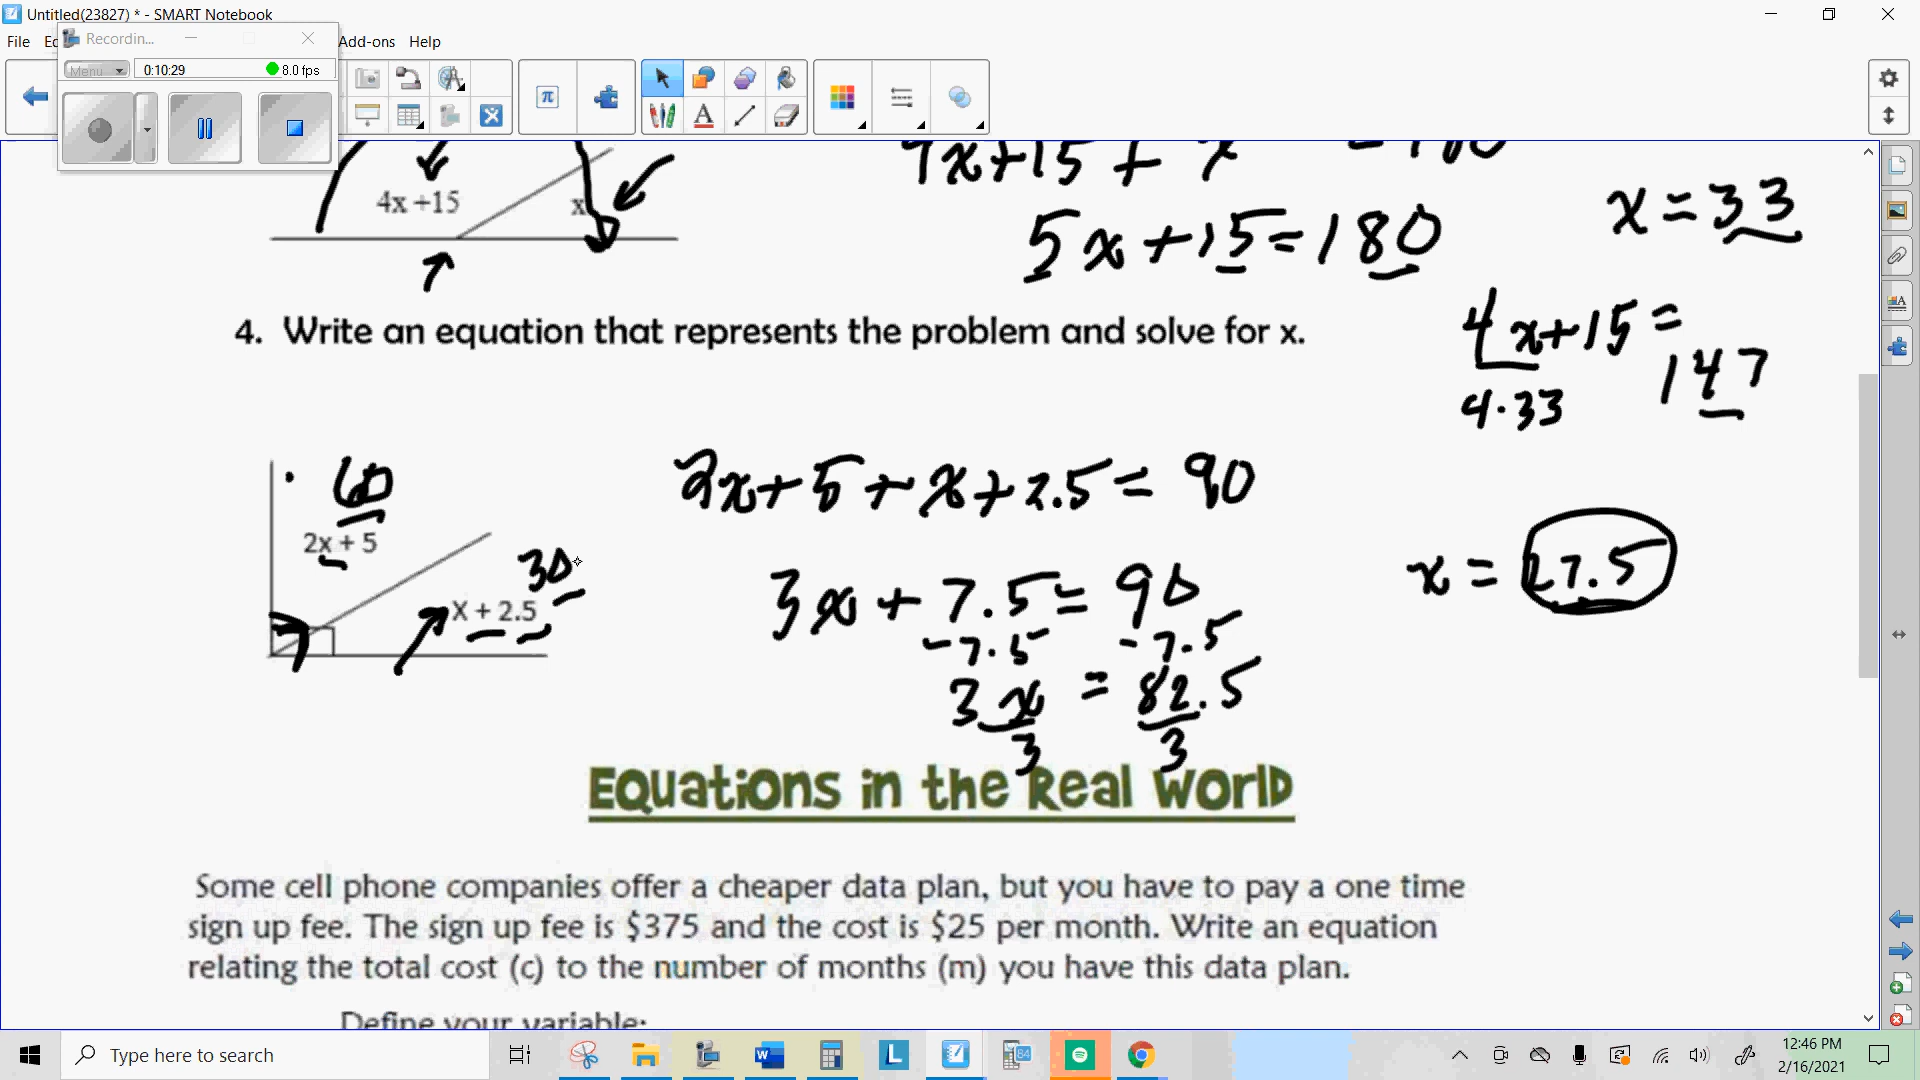 Untitled(23827) * - SMART Notebook
File
Add-ons Help
Recordin...
Menu
0:10:29
8.0 fps
4x +15
x
4x+15 +
5x+15=180
x=33
4x+15=
147
4·33
4. Write an equation that represents the problem and solve for x.
60
2x + 5
30
X + 2.5
2x+5+x+2.5= 90
3x + 7.5= 90
-7.5 -7.5
3x = 82.5
3 3
x = 27.5
Equations in the Real World
Some cell phone companies offer a cheaper data plan, but you have to pay a one time
sign up fee. The sign up fee is $375 and the cost is $25 per month. Write an equation
relating the total cost (c) to the number of months (m) you have this data plan.
Define your variable:
Type here to search
12:46 PM
2/16/2021